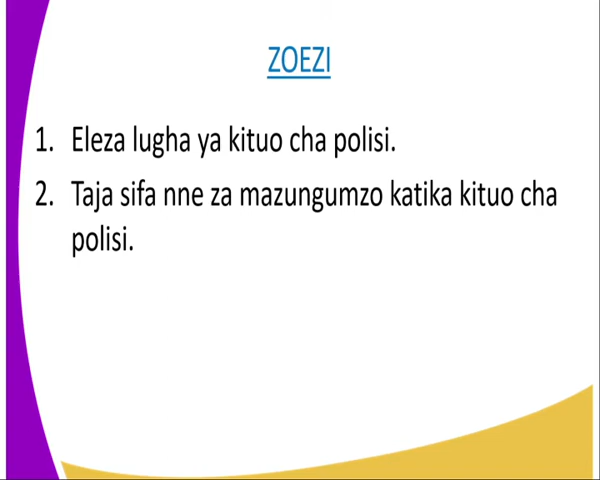 ZOEZI
1. Eleza lugha ya kituo cha polisi.
2. Taja sifa nne za mazungumzo katika kituo cha
polisi.